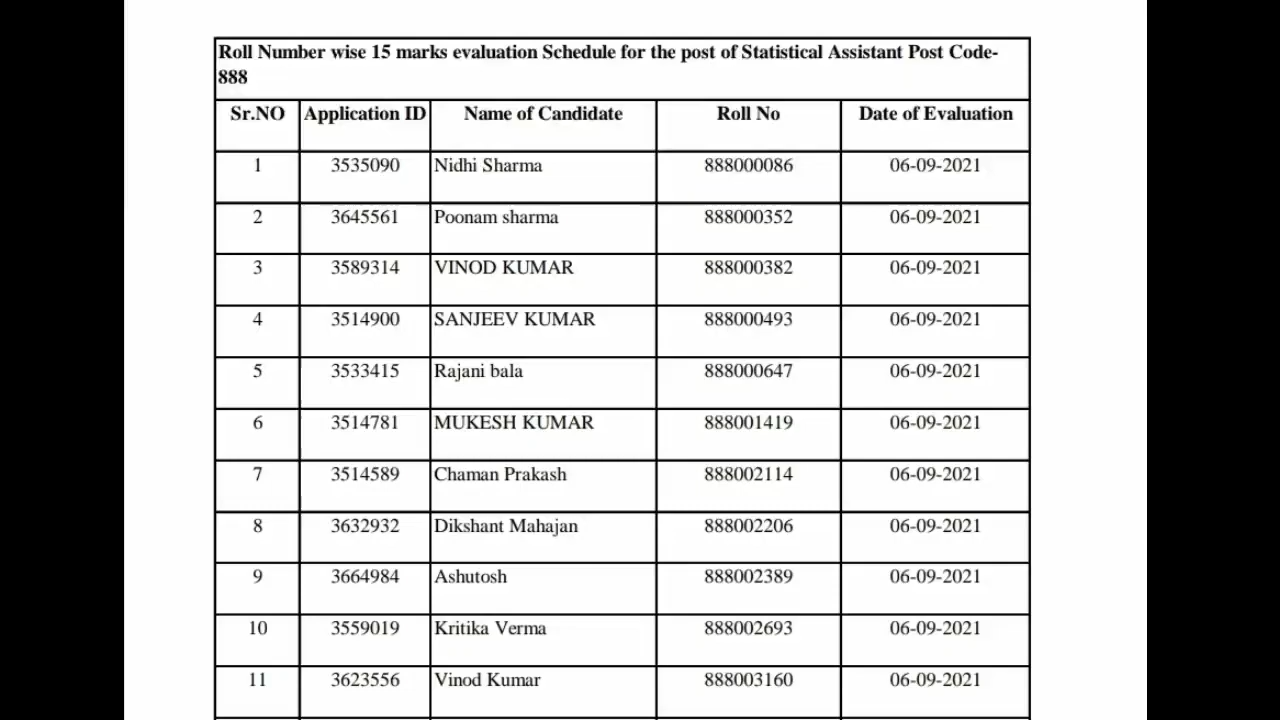 Roll Number wise 15 marks evaluation Schedule for the post of Statistical Assistant Post Code-
888
Sr.NO Application ID Name of Candidate Roll No Date of Evaluation
1 3535090 Nidhi Sharma 888000086 06-09-2021
2 3645561 Poonam sharma 888000352 06-09-2021
3 3589314 VINOD KUMAR 888000382 06-09-2021
4 3514900 SANJEEV KUMAR 888000493 06-09-2021
5 3533415 Rajani bala 888000647 06-09-2021
6 3514781 MUKESH KUMAR 888001419 06-09-2021
7 3514589 Chaman Prakash 888002114 06-09-2021
8 3632932 Dikshant Mahajan 888002206 06-09-2021
9 3664984 Ashutosh 888002389 06-09-2021
10 3559019 Kritika Verma 888002693 06-09-2021
11 3623556 Vinod Kumar 888003160 06-09-2021